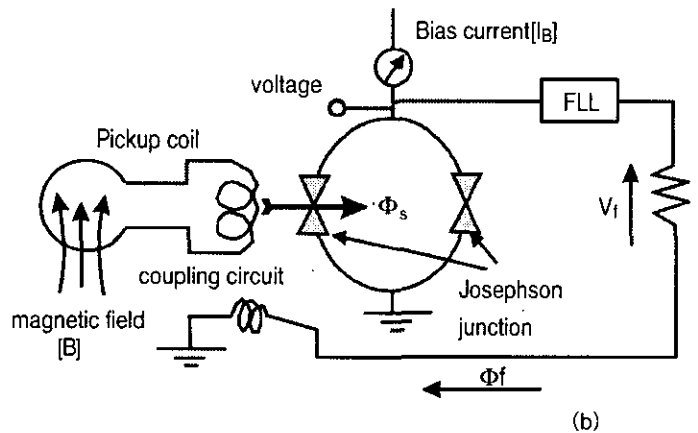 Bias current[IB]
voltage
FLL
Pickup coil
Φs
Vf
coupling circuit
magnetic field
[B]
Josephson
junction
Φf
(b)